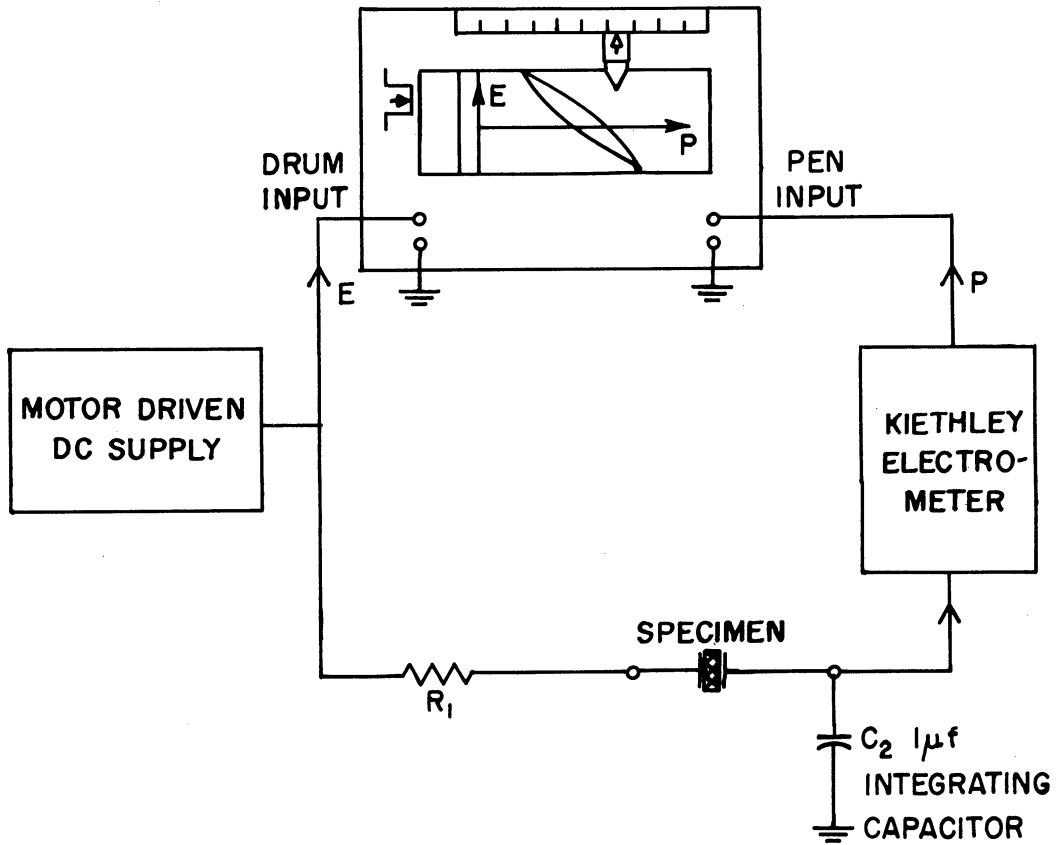 E
P
DRUM
INPUT
PEN
INPUT
E
P
MOTOR DRIVEN
DC SUPPLY
KIETHLEY
ELECTRO-
METER
SPECIMEN
R1
C2 1μf
INTEGRATING
CAPACITOR